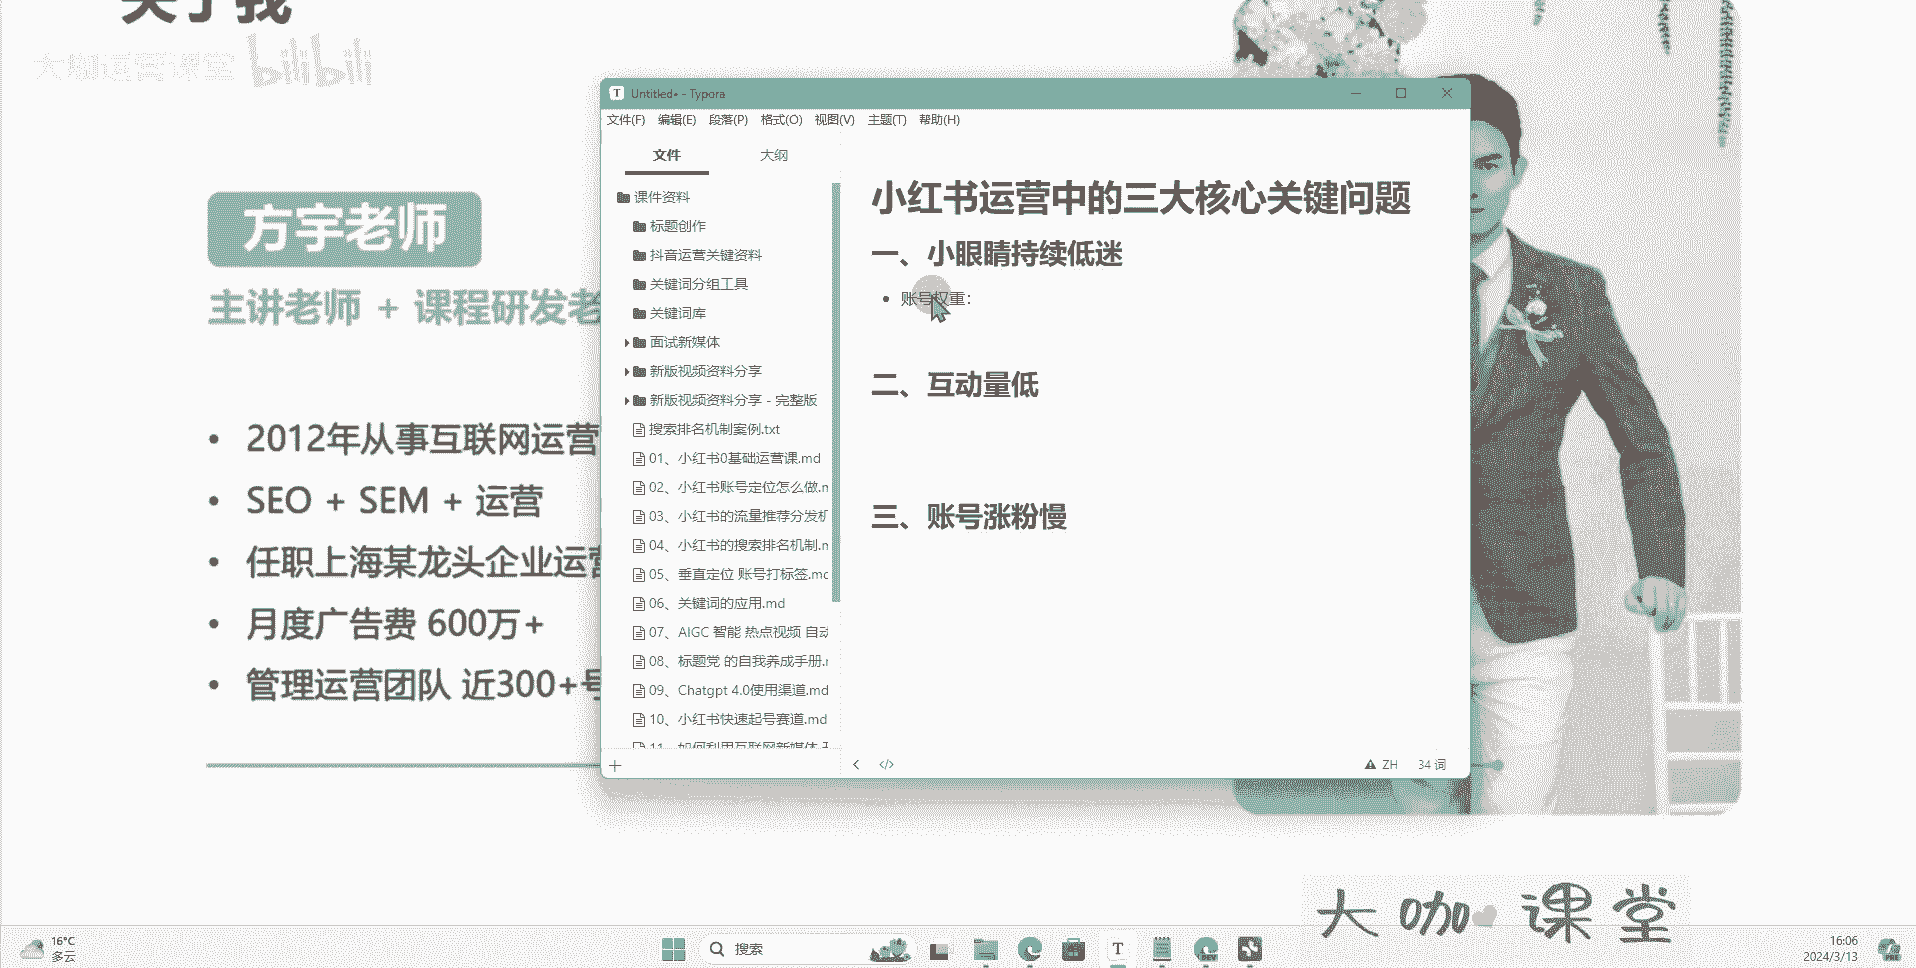 关于我
大咖运营课堂 bilibili
方宇老师
主讲老师 + 课程研发老
2012年从事互联网运营
SEO + SEM + 运营
任职上海某龙头企业运营
月度广告费 600万+
管理运营团队 近300+号
Untitled• - Typora
文件(F) 编辑(E) 段落(P) 格式(O) 视图(V) 主题(T) 帮助(H)
文件 大纲
课件资料
标题创作
抖音运营关键资料
关键词分组工具
关键词库
面试新媒体
新版视频资料分享
新版视频资料分享 - 完整版
搜索排名机制案例.txt
01、小红书0基础运营课.md
02、小红书账号定位怎么做.m
03、小红书的流量推荐分发机
04、小红书的搜索排名机制.m
05、垂直定位 账号打标签.md
06、关键词的应用.md
07、AIGC 智能 热点视频 自动
08、标题党 的自我养成手册.m
09、Chatgpt 4.0使用渠道.md
10、小红书快速起号赛道.md
11、如何利用互联网新媒体
小红书运营中的三大核心关键问题
一、小眼睛持续低迷
账号权重：
二、互动量低
三、账号涨粉慢
ZH 34 词
大咖课堂
16°C
多云
搜索
T
DEV
16:06
2024/3/13
PRE